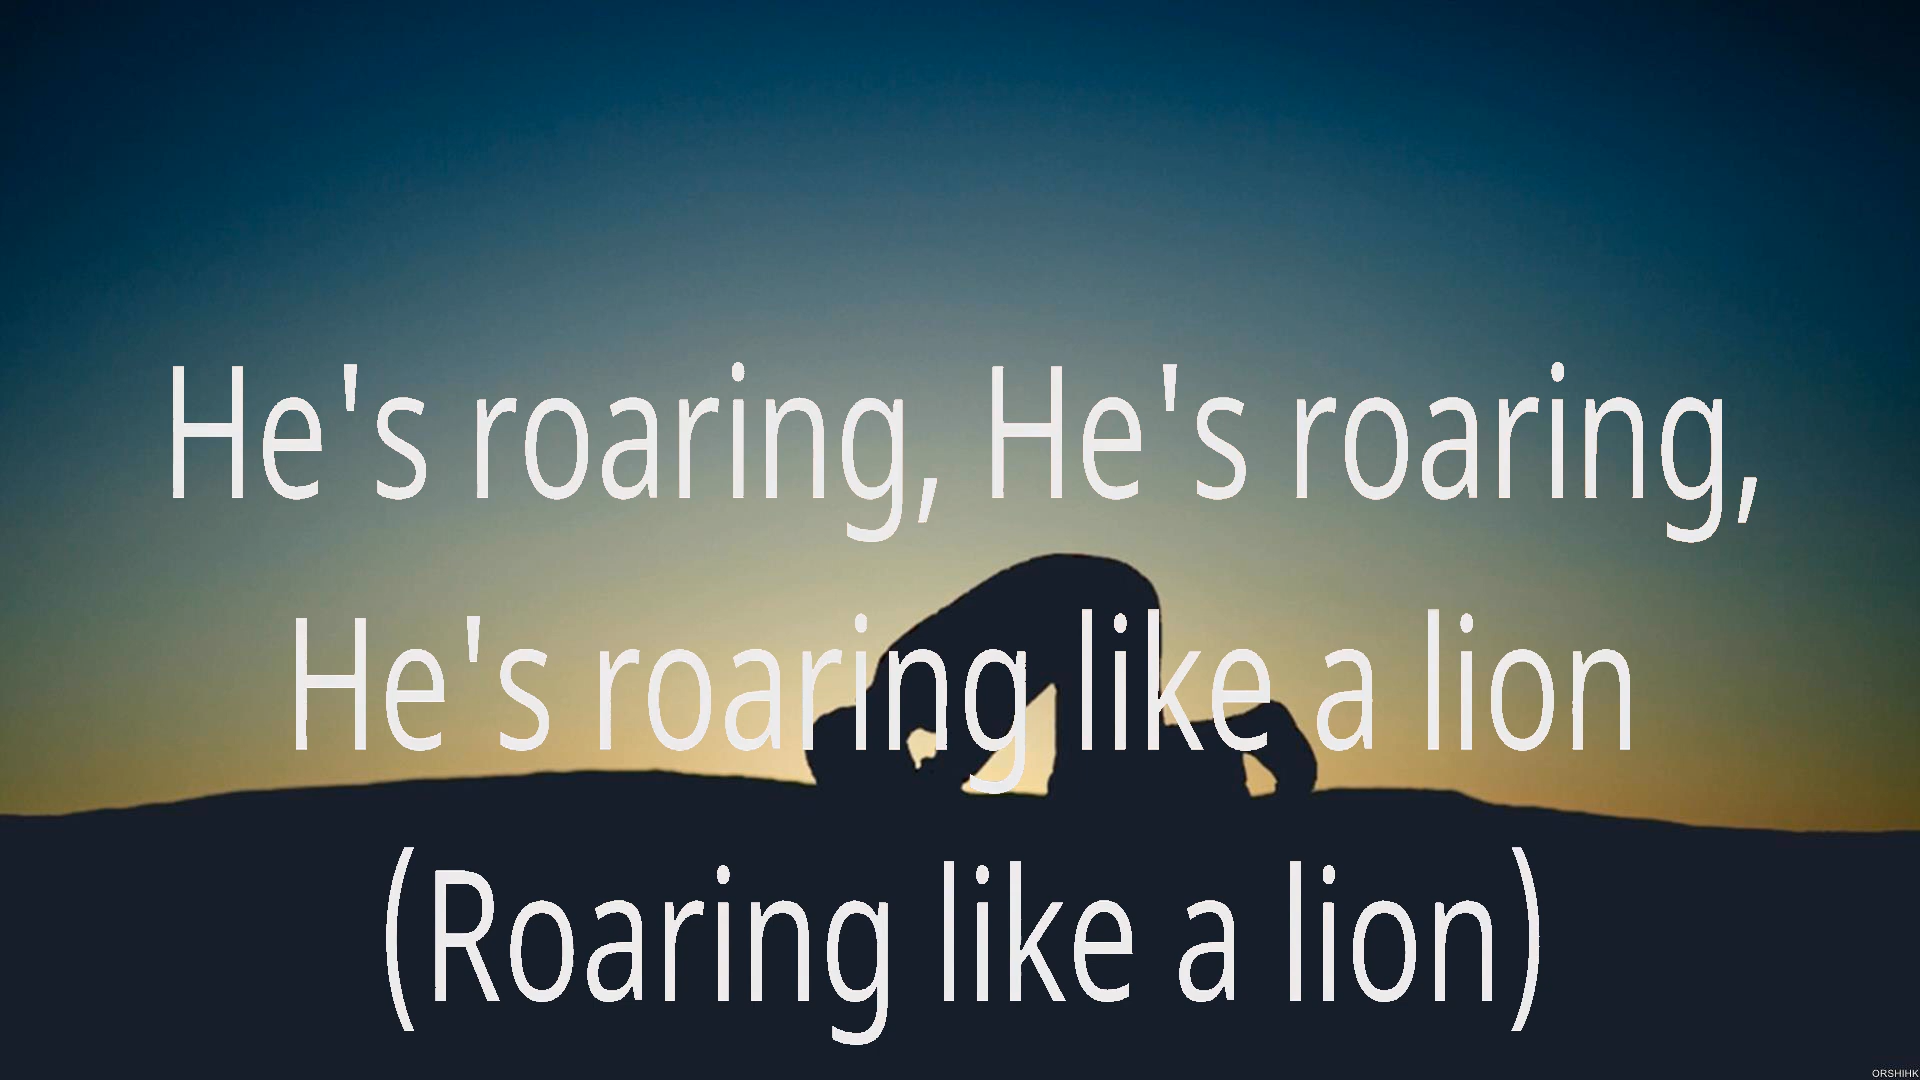 He's roaring, He's roaring,
He's roaring like a lion
(Roaring like a lion)
ORSHIHK